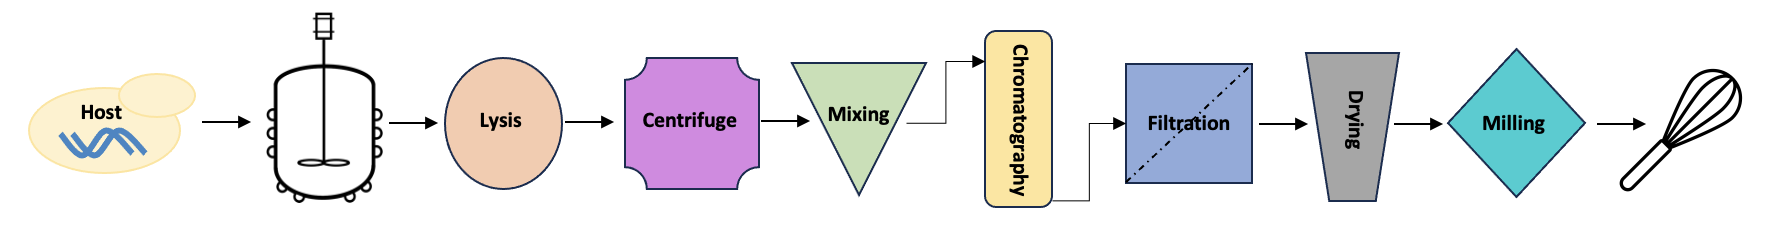 Host
Lysis
Centrifuge
Mixing
Chromatography
Filtration
Drying
Milling